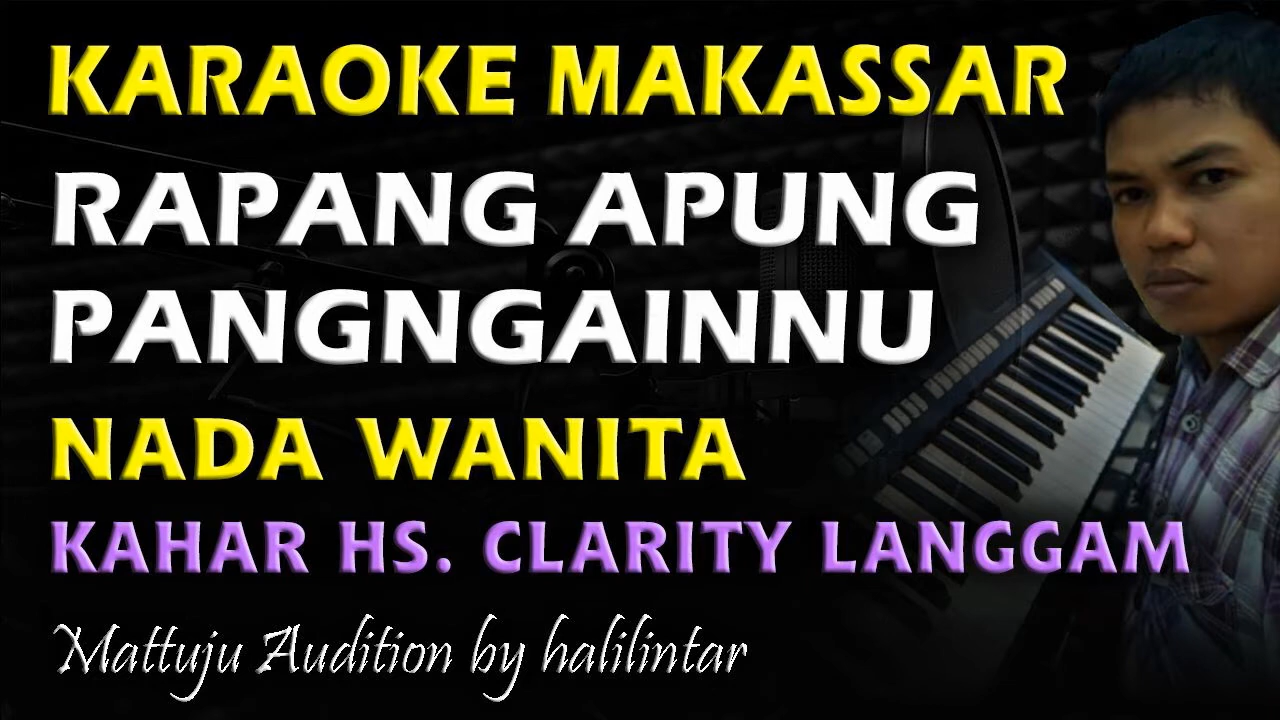 KARAOKE MAKASSAR
RAPANG APUNG
PANGNGAINNU
NADA WANITA
KAHAR HS. CLARITY LANGGAM
Mattuju Audition by halilintar